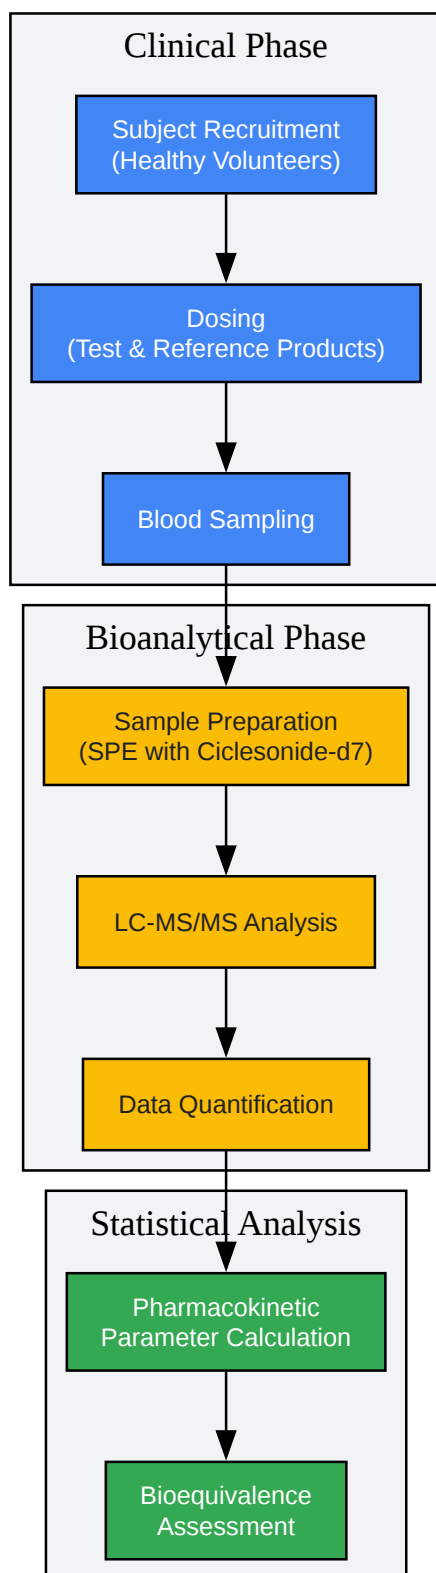 Clinical Phase
Subject Recruitment
(Healthy Volunteers)
Dosing
(Test & Reference Products)
Blood Sampling
Bioanalytical Phase
Sample Preparation
(SPE with Ciclesonide-d7)
LC-MS/MS Analysis
Data Quantification
Statistical Analysis
Pharmacokinetic
Parameter Calculation
Bioequivalence
Assessment